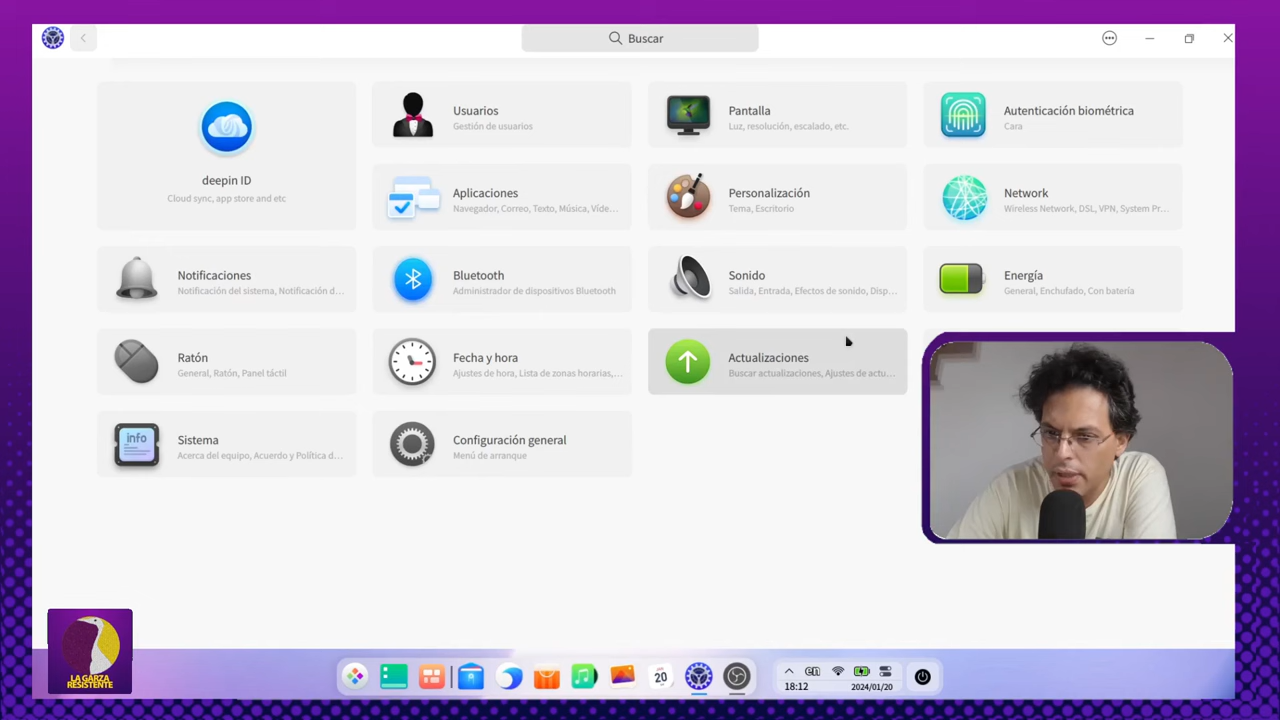 Buscar
deepin ID
Cloud sync, app store and etc
Usuarios
Gestión de usuarios
Pantalla
Luz, resolución, escalado, etc.
Autenticación biométrica
Cara
Aplicaciones
Navegador, Correo, Texto, Música, Víde...
Personalización
Tema, Escritorio
Network
Wireless Network, DSL, VPN, System Pr...
Notificaciones
Notificación del sistema, Notificación d...
Bluetooth
Administrador de dispositivos Bluetooth
Sonido
Salida, Entrada, Efectos de sonido, Disp...
Energía
General, Enchufado, Con batería
Ratón
General, Ratón, Panel táctil
Fecha y hora
Ajustes de hora, Lista de zonas horarias,...
Actualizaciones
Buscar actualizaciones, Ajustes de actu...
info
Sistema
Acerca del equipo, Acuerdo y Política d...
Configuración general
Menú de arranque
LA GARZA
RESISTENTE
20
en
18:12
2024/01/20